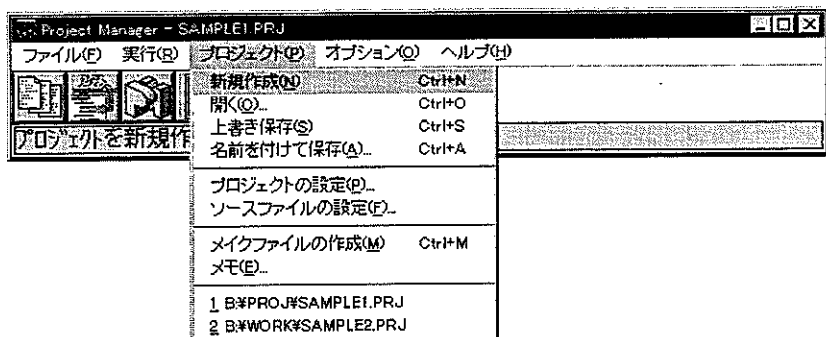 Project Manager - SAMPLE1.PRJ
ファイル(F) 実行(R) プロジェクト(P) オプション(O) ヘルプ(H)
新規作成(N) Ctrl+N
開く(O)... Ctrl+O
上書き保存(S) Ctrl+S
名前を付けて保存(A)... Ctrl+A
プロジェクトを新規作
プロジェクトの設定(P)...
ソースファイルの設定(F)...
メイクファイルの作成(M) Ctrl+M
メモ(E)...
1 B:¥PROJ¥SAMPLE1.PRJ
2 B:¥WORK¥SAMPLE2.PRJ